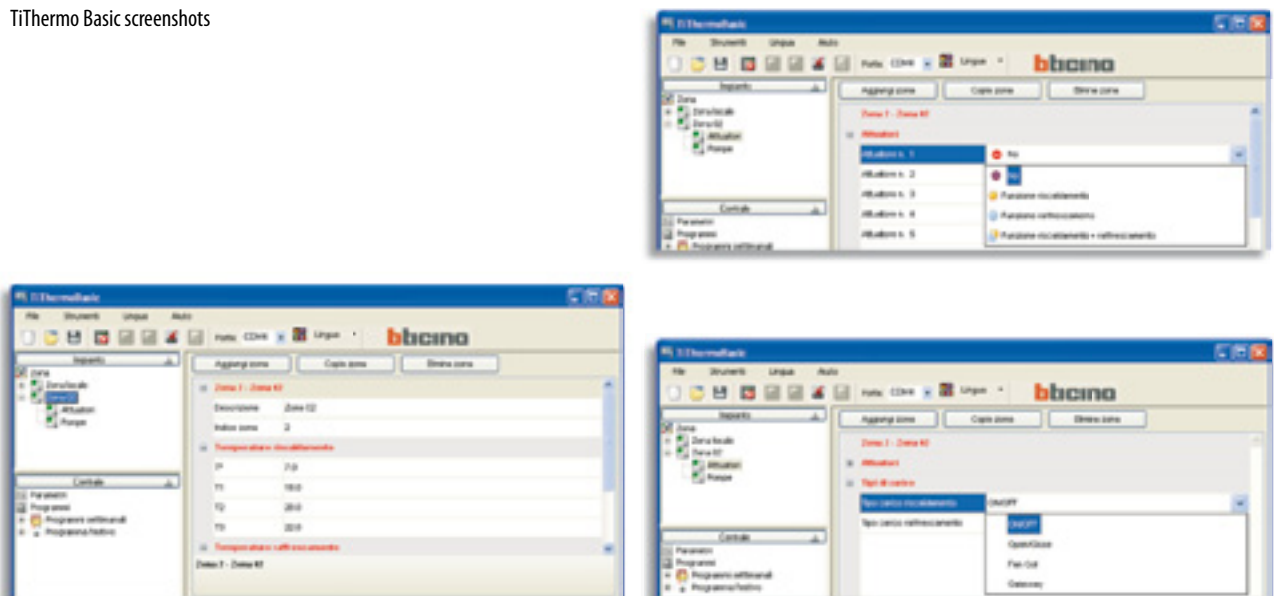 TiThermo Basic screenshots
TiThermoBasic
File Strumenti Lingua Aiuto
Porta: COM4 Lingue
bticino
Impianto
Aggiungi zona Copia zona Elimina zona
Zona
Zona locale
Zona 02
Attuatori
Pompe
Zona 2 - Zona 02
Attuatori
Attuatore n. 1 No
Attuatore n. 2 No
Attuatore n. 3 Funzione riscaldamento
Attuatore n. 4 Funzione raffrescamento
Attuatore n. 5 Funzione riscaldamento + raffrescamento
Centrale
Parametri
Programmi
Programmi settimanali
TiThermoBasic
File Strumenti Lingua Aiuto
Porta: COM4 Lingue
bticino
Impianto
Aggiungi zona Copia zona Elimina zona
Zona
Zona locale
Zona 02
Attuatori
Pompe
Zona 2 - Zona 02
Descrizione Zona 02
Indice zona 2
Temperature riscaldamento
7.0
T1
T2 20.0
T3 22.0
Temperature raffrescamento
Zona 2 - Zona 02
Centrale
Parametri
Programmi
Programmi settimanali
Programma festivo
TiThermoBasic
File Strumenti Lingua Aiuto
Porta: COM4 Lingue
bticino
Impianto
Aggiungi zona Copia zona Elimina zona
Zona
Zona locale
Zona 02
Attuatori
Pompe
Zona 2 - Zona 02
Attuatori
Tipi di carico
Tipo carico riscaldamento ON/OFF
Tipo carico raffrescamento ON/OFF
Open/Close
Fan Coil
Gateway
Centrale
Parametri
Programmi
Programmi settimanali
Programma festivo